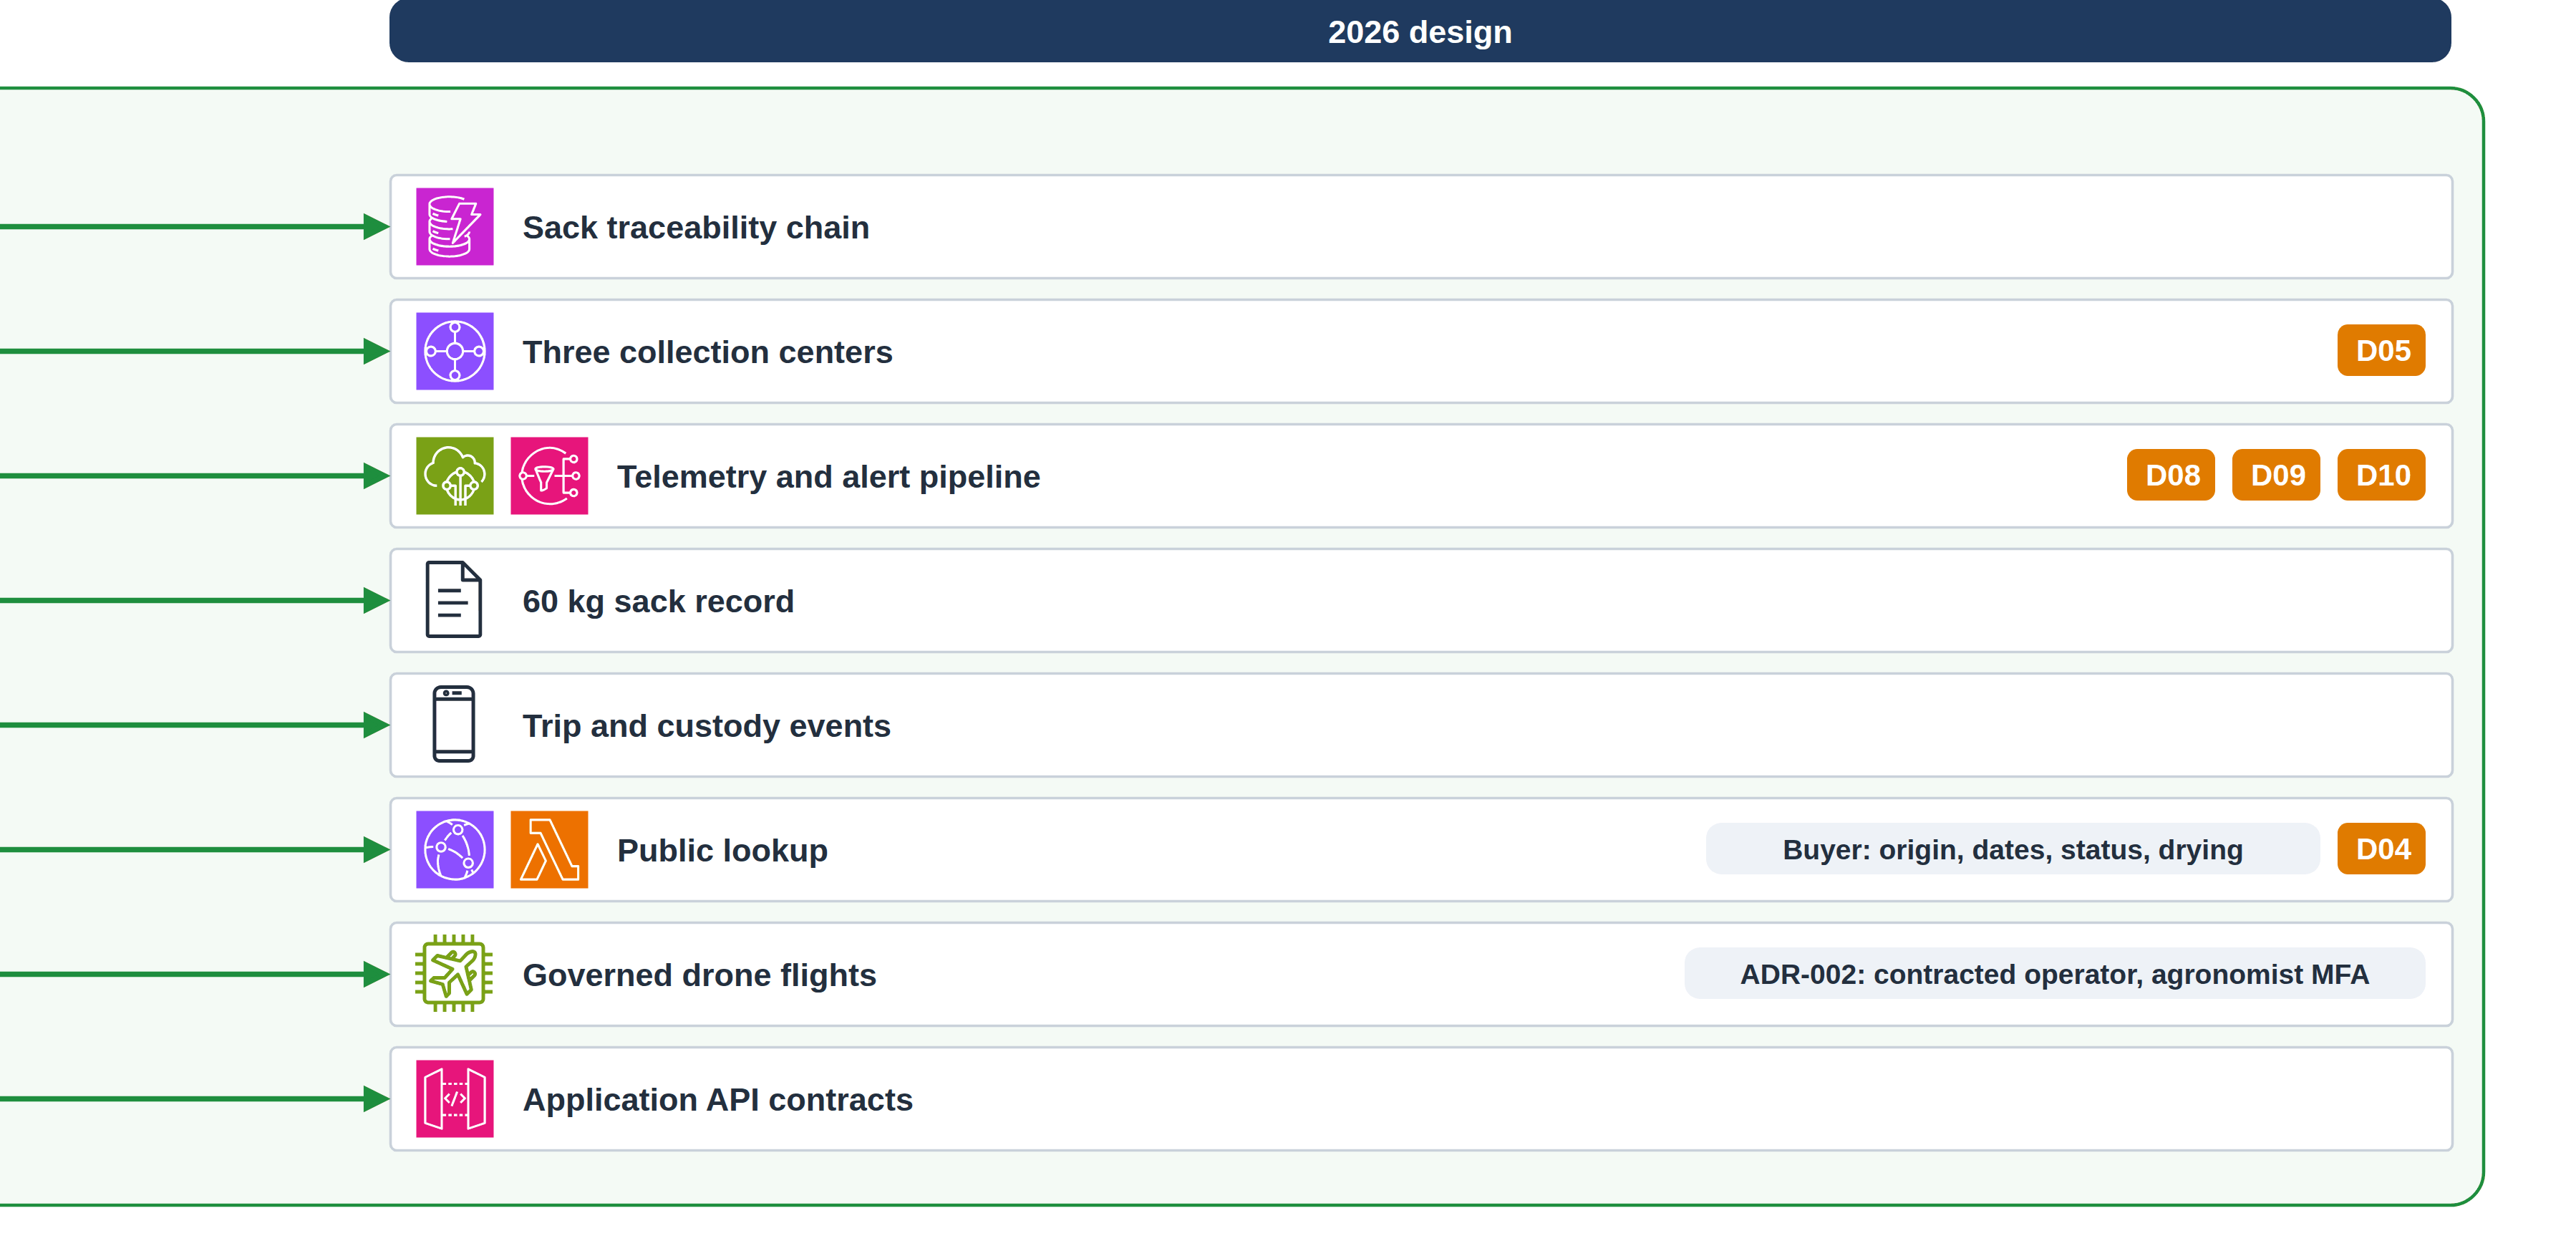 2026 design
Sack traceability chain
Three collection centers D05
Telemetry and alert pipeline D08 D09 D10
60 kg sack record
Trip and custody events
Public lookup Buyer: origin, dates, status, drying D04
Governed drone flights ADR-002: contracted operator, agronomist MFA
</> Application API contracts